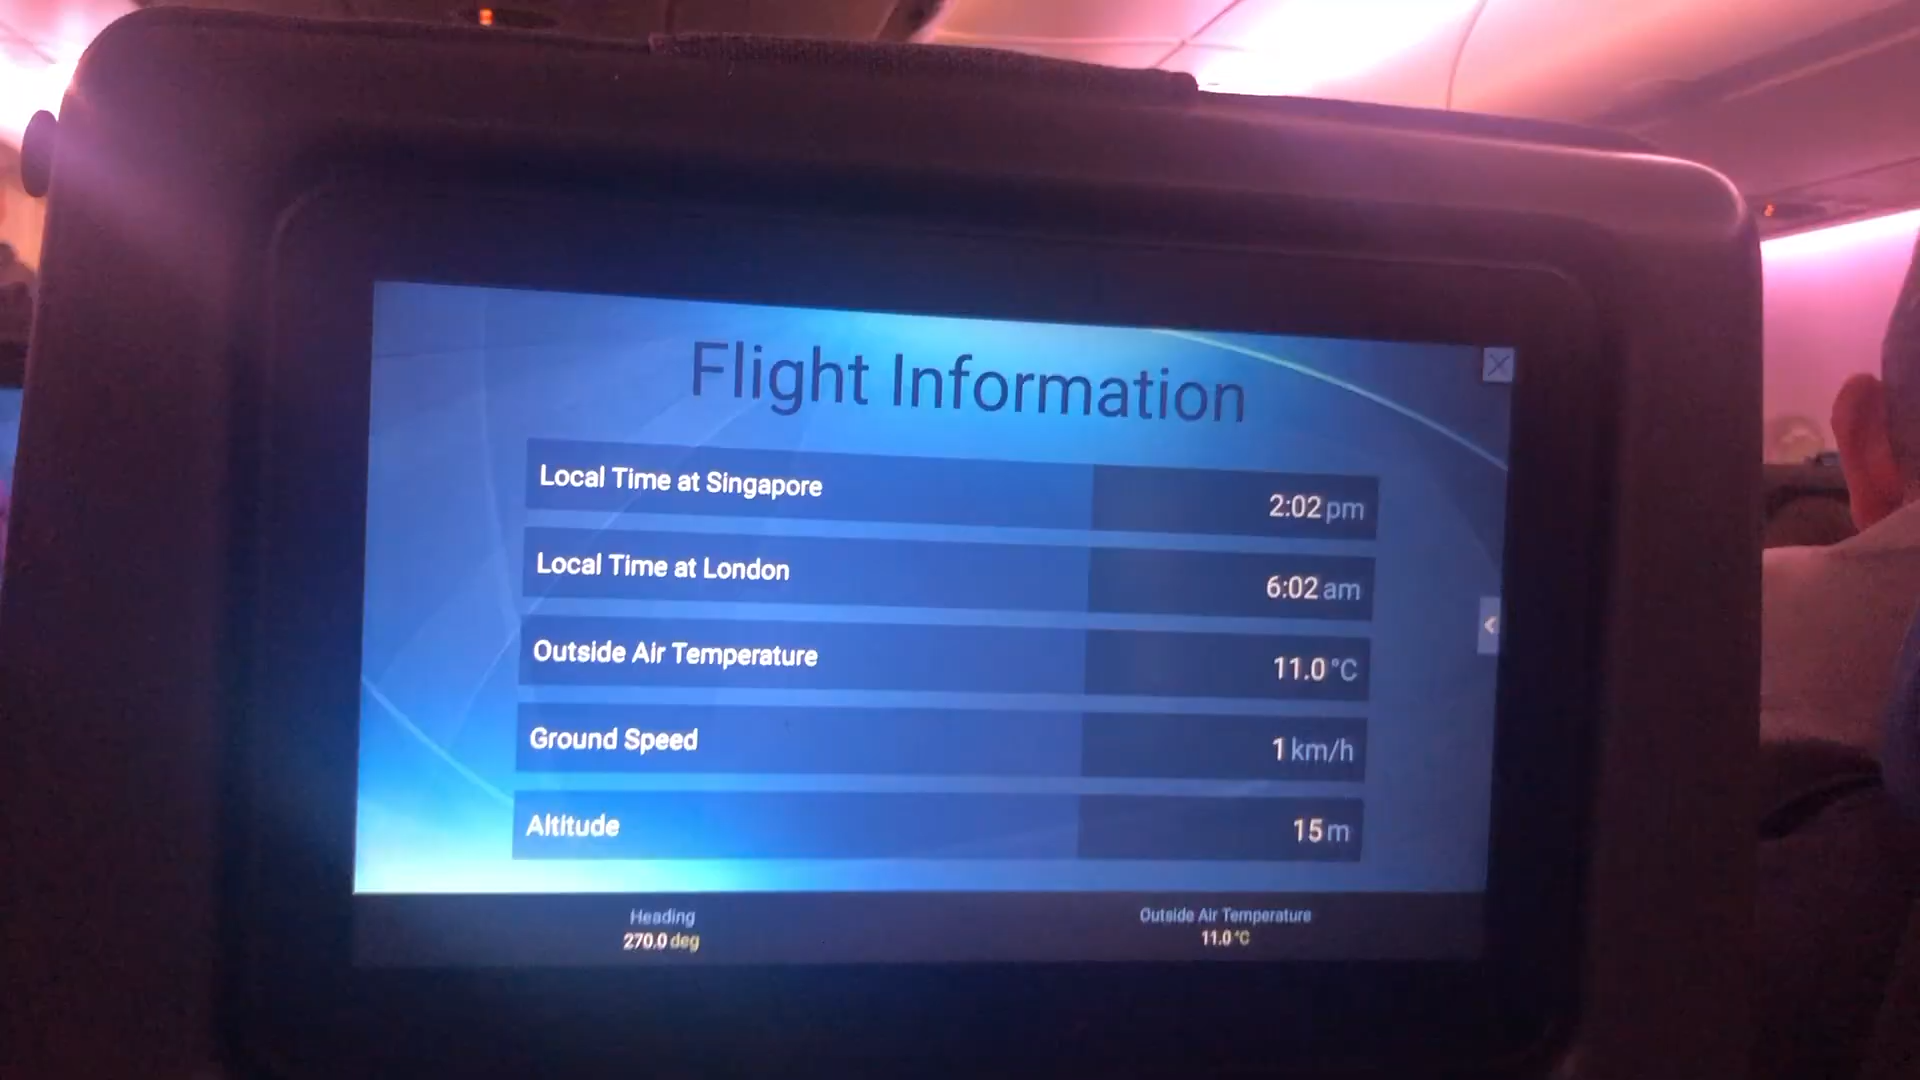 Flight Information
Local Time at Singapore 2:02 pm
Local Time at London 6:02 am
Outside Air Temperature 11.0 °C
Ground Speed 1 km/h
Altitude 15 m
Heading Outside Air Temperature
270.0 deg 11.0 °C